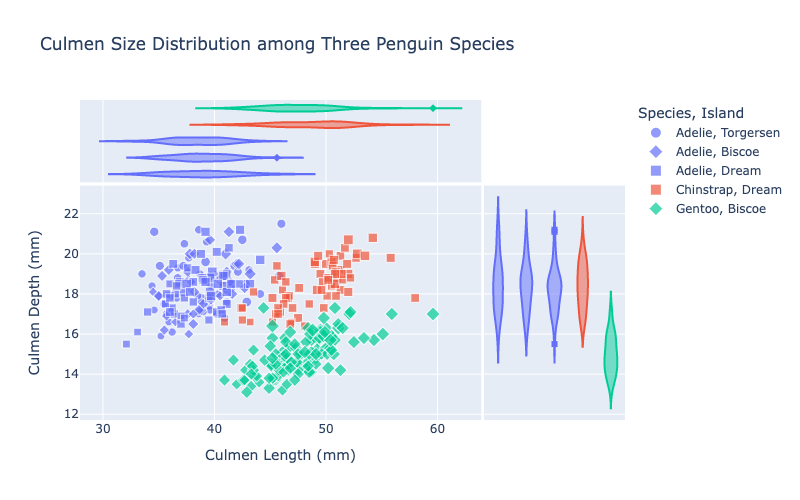 Culmen Size Distribution among Three Penguin Species
Species, Island
Adelie, Torgersen
Adelie, Biscoe
Adelie, Dream
Chinstrap, Dream
Gentoo, Biscoe
Culmen Depth (mm)
22
20
18
16
14
12
30
40
50
60
Culmen Length (mm)